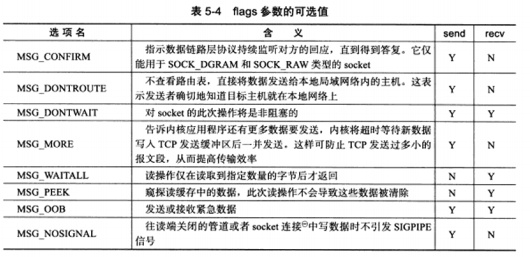 表 5-4 flags 参数的可选值
选 项 名 含 义 send recv
MSG_CONFIRM 指示数据链路层协议持续监听对方的回应，直到得到答复。它仅能用于 SOCK_DGRAM 和 SOCK_RAW 类型的 socket Y N
MSG_DONTROUTE 不查看路由表，直接将数据发送给本地局域网络内的主机。这表示发送者确切地知道目标主机就在本地网络上 Y N
MSG_DONTWAIT 对 socket 的此次操作将是非阻塞的 Y Y
MSG_MORE 告诉内核应用程序还有更多数据要发送，内核将超时等待新数据写入 TCP 发送缓冲区后一并发送，这样可防止 TCP 发送过多小的报文段，从而提高传输效率 Y N
MSG_WAITALL 读操作仅在读取到指定数量的字节后才返回 N Y
MSG_PEEK 窥探读缓存中的数据，此次读操作不会导致这些数据被清除 N Y
MSG_OOB 发送或接收紧急数据 Y Y
MSG_NOSIGNAL 往读端关闭的管道或者 socket 连接㊀中写数据时不引发 SIGPIPE 信号 Y N